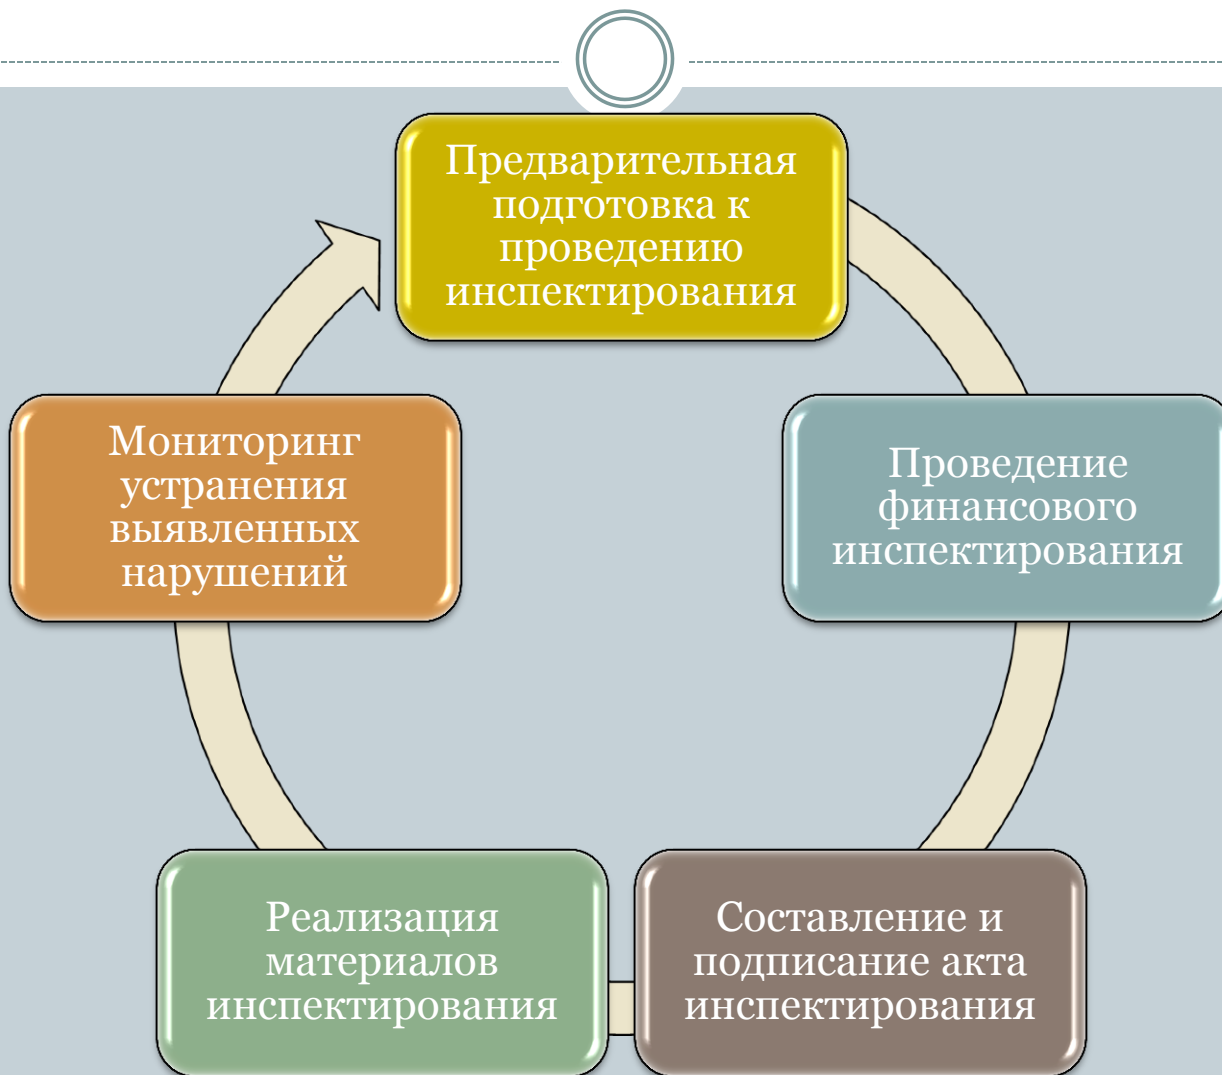 Предварительная
подготовка к
проведению
инспектирования
Проведение
финансового
инспектирования
Составление и
подписание акта
инспектирования
Реализация
материалов
инспектирования
Мониторинг
устранения
выявленных
нарушений